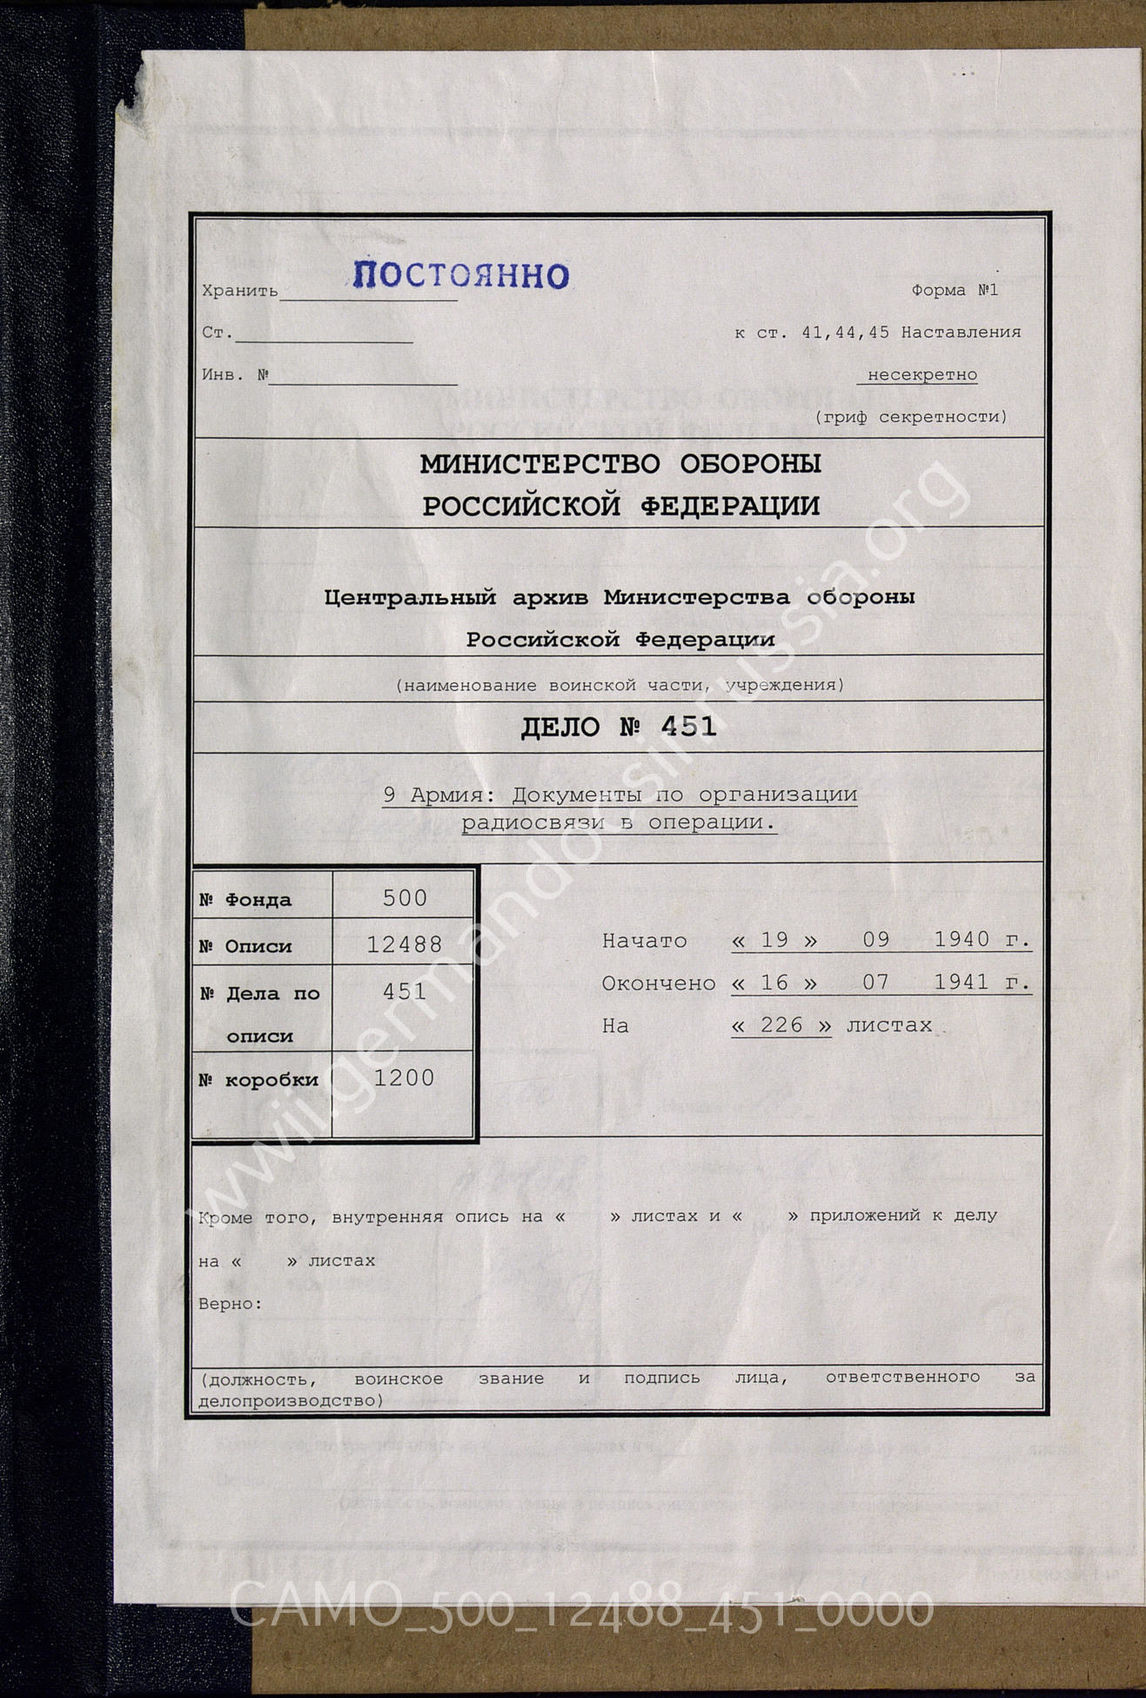 Хранить ПОСТОЯННО
Форма №1
Ст.
к ст. 41,44,45 Наставления
Инв. №
несекретно
(гриф секретности)
МИНИСТЕРСТВО ОБОРОНЫ
РОССИЙСКОЙ ФЕДЕРАЦИИ
Центральный архив Министерства обороны
Российской Федерации
(наименование воинской части, учреждения)
ДЕЛО № 451
9 Армия: Документы по организации
радиосвязи в операции.
№ Фонда 500
№ Описи 12488
№ Дела по 451
описи
№ коробки 1200
Начато « 19 » 09 1940 г.
Окончено « 16 » 07 1941 г.
На « 226 » листах
Кроме того, внутренняя опись на « » листах и « » приложений к делу
на « » листах
Верно:
(должность, воинское звание и подпись лица, ответственного за
делопроизводство)
www.wwii.germandocsinrussia.org
CAMO_500_12488_451_0000